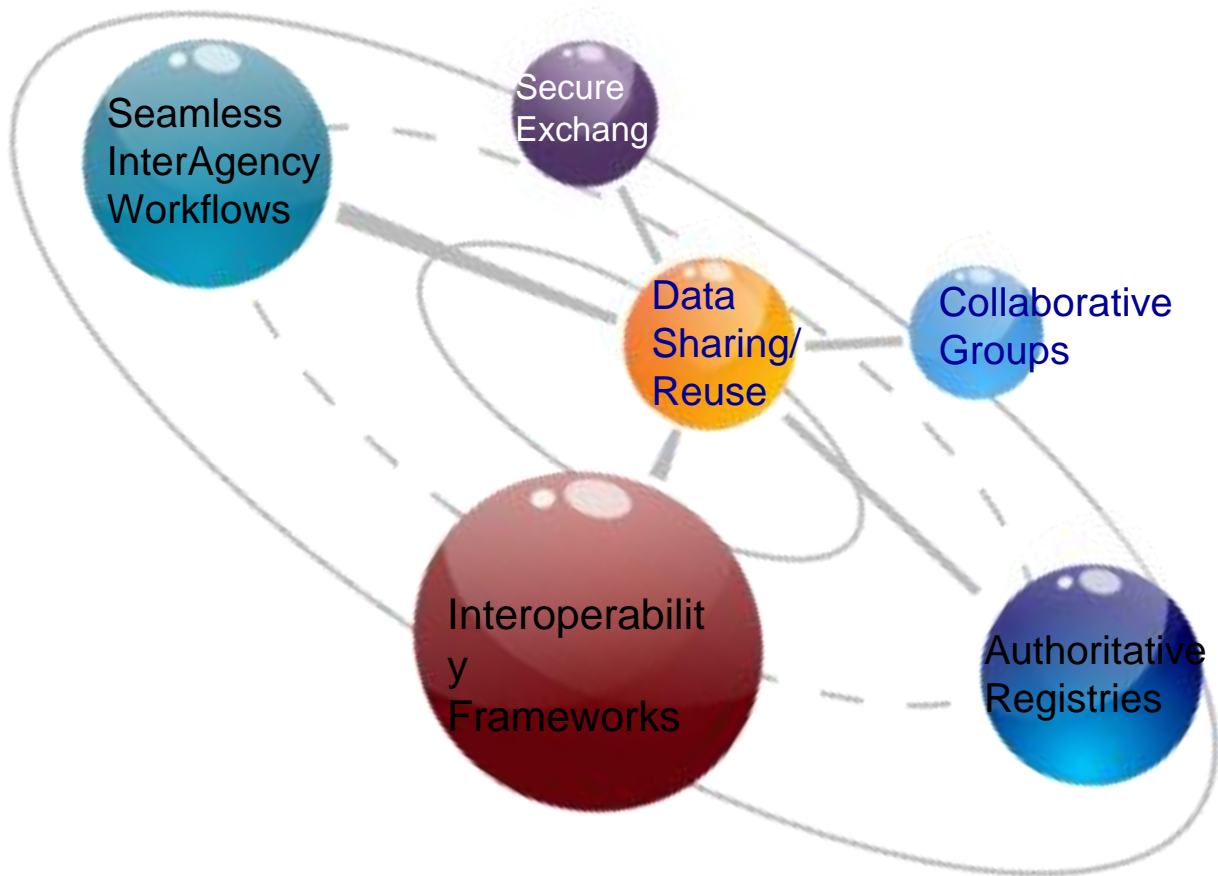 Seamless
InterAgency
Workflows
Secure
Exchang
Data
Sharing/
Reuse
Collaborative
Groups
Interoperabilit
y
Frameworks
Authoritative
Registries